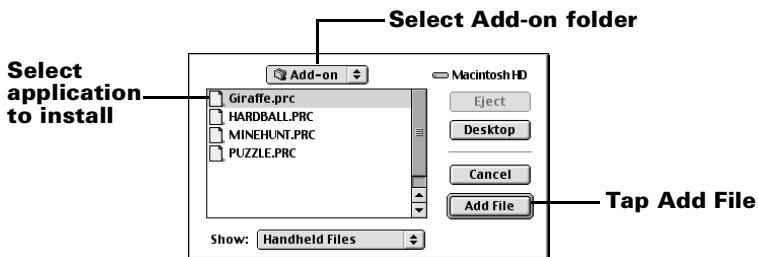 Select Add-on folder
Select
application
to install
Add-on
Macintosh HD
Giraffe.prc
HARDBALL.PRC
MINEHUNT.PRC
PUZZLE.PRC
Eject
Desktop
Cancel
Add File
Tap Add File
Show: Handheld Files